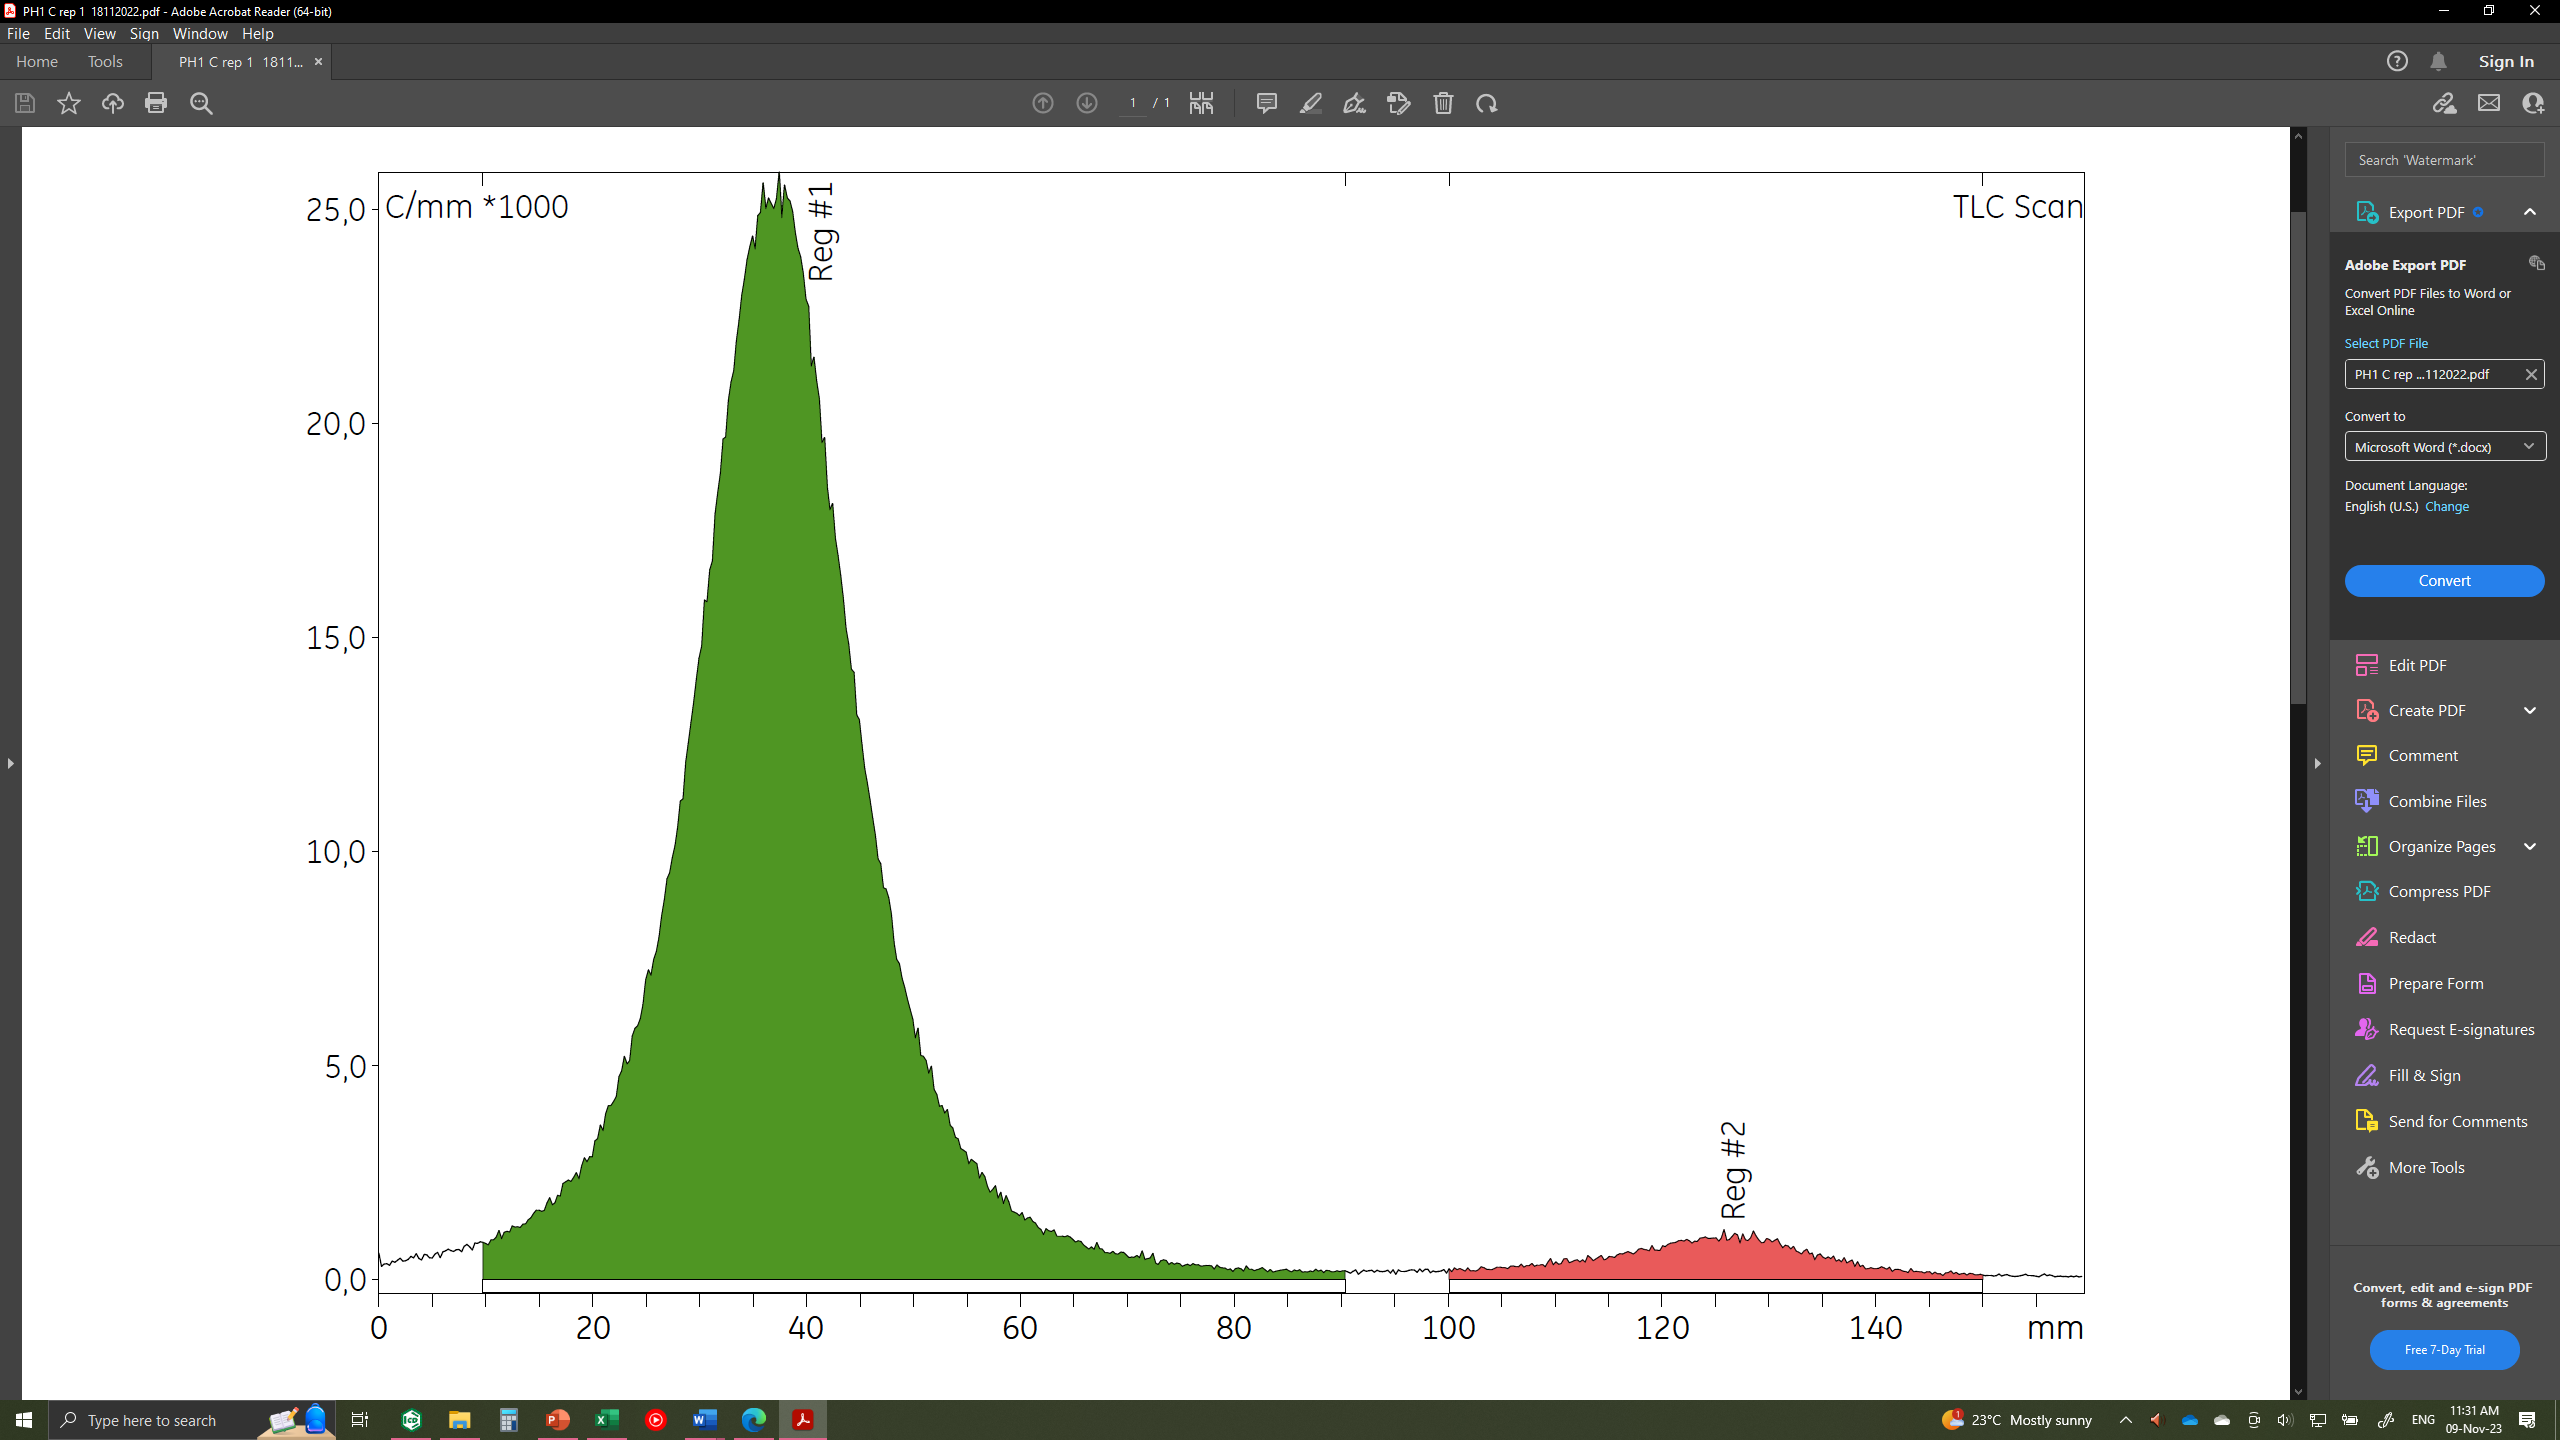 PH1 C rep 1  18112022.pdf - Adobe Acrobat Reader (64-bit)
File Edit View Sign Window Help
Home Tools PH1 C rep 1  1811... ×
Sign In
1 / 1
Search 'Watermark'
Export PDF
Adobe Export PDF
Convert PDF Files to Word or
Excel Online
Select PDF File
PH1 C rep ...112022.pdf
Convert to
Microsoft Word (*.docx)
Document Language:
English (U.S.) Change
Convert
Edit PDF
Create PDF
Comment
Combine Files
Organize Pages
Compress PDF
Redact
Prepare Form
Request E-signatures
Fill & Sign
Send for Comments
More Tools
Convert, edit and e-sign PDF
forms & agreements
Free 7-Day Trial
C/mm *1000
TLC Scan
25,0
20,0
15,0
10,0
5,0
0,0
Reg #1
Reg #2
0 20 40 60 80 100 120 140 mm
Type here to search
23°C Mostly sunny
ENG
11:31 AM
09-Nov-23